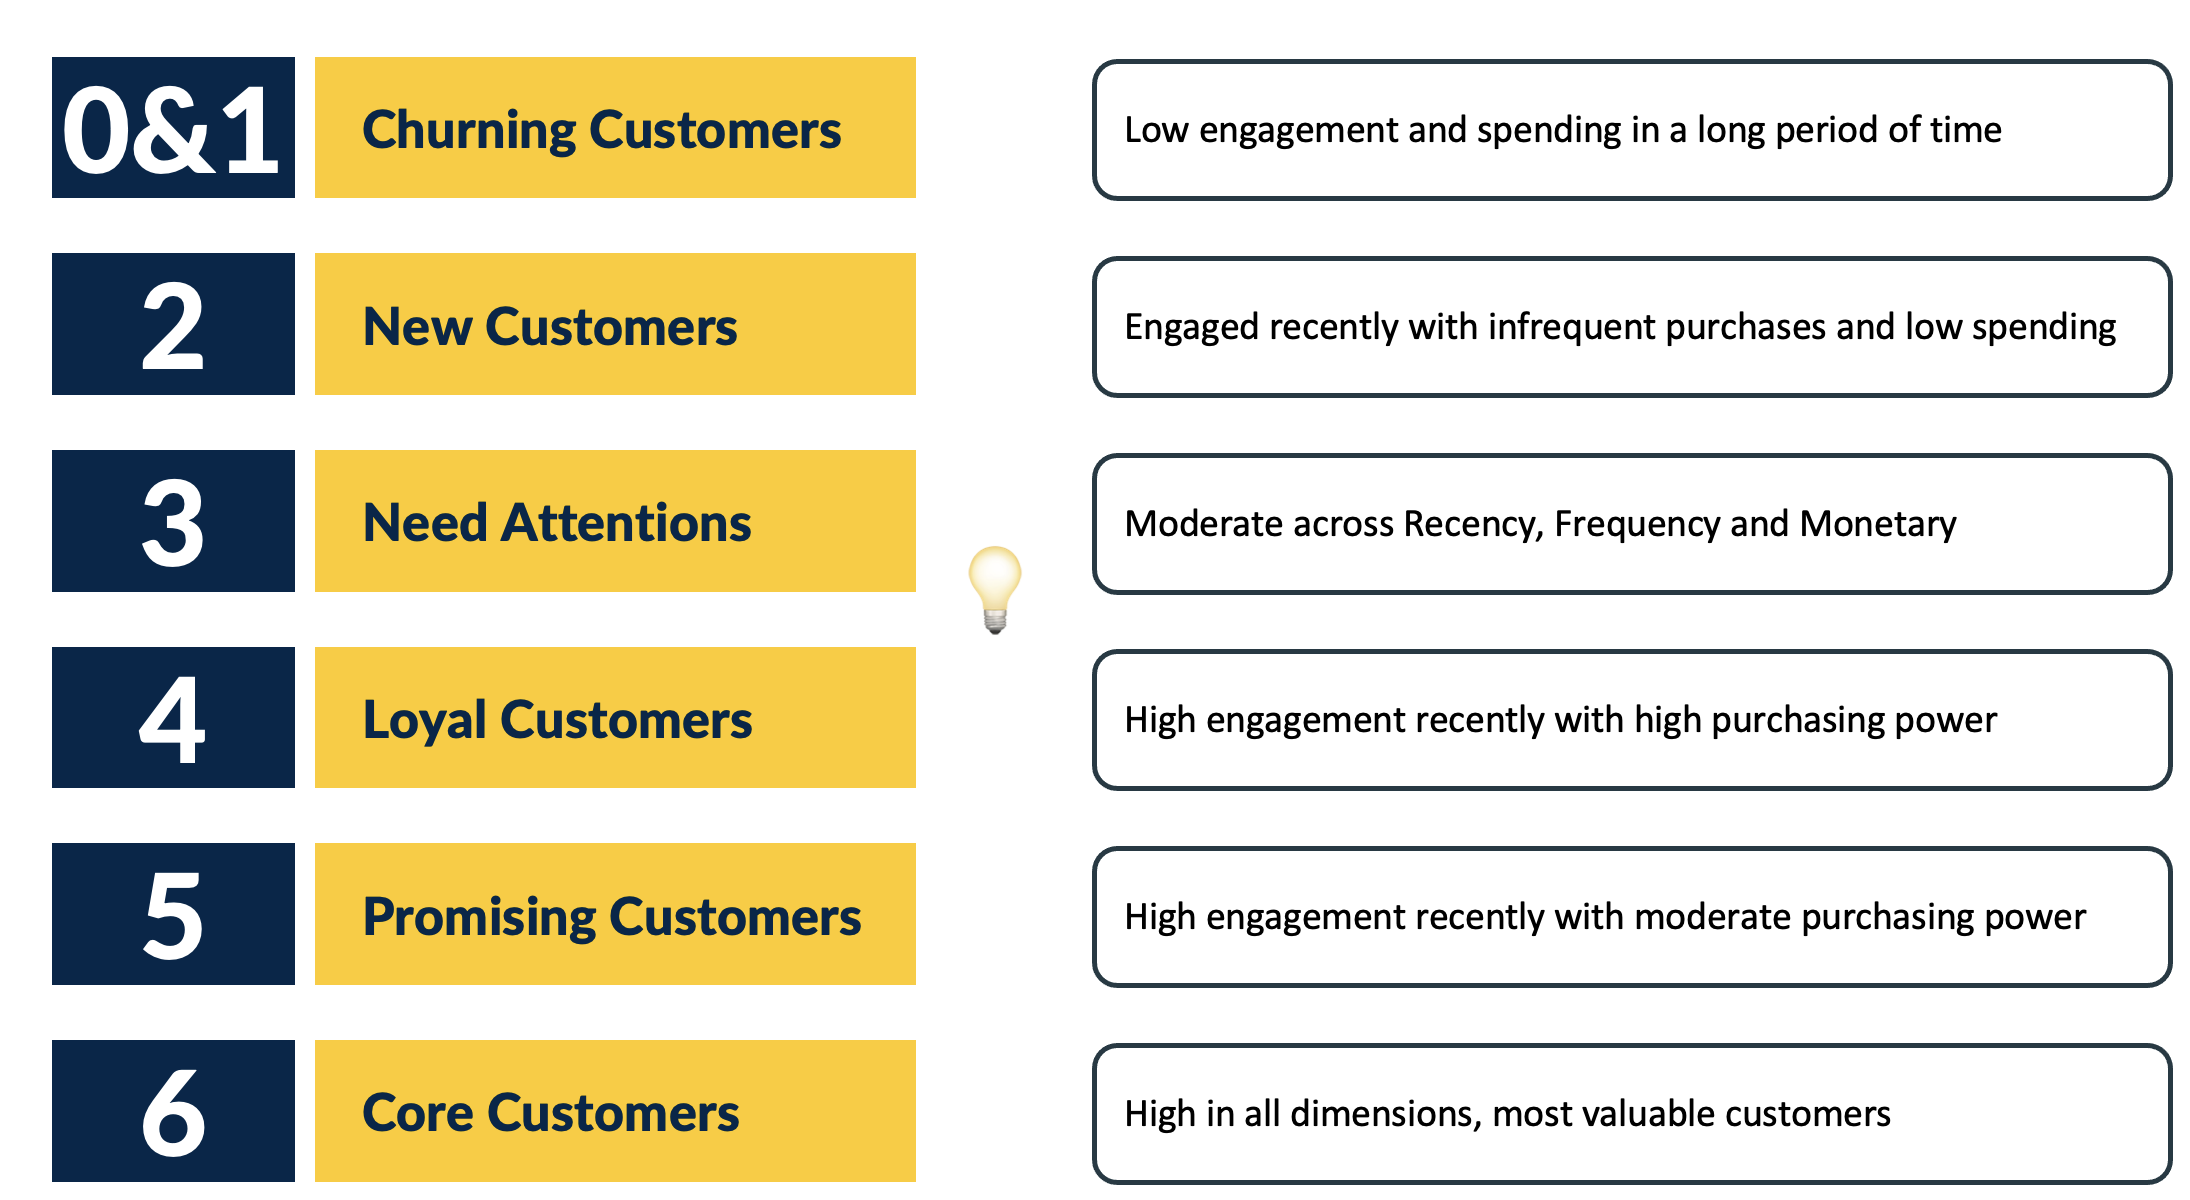 0&1
Churning Customers
Low engagement and spending in a long period of time
2
New Customers
Engaged recently with infrequent purchases and low spending
3
Need Attentions
Moderate across Recency, Frequency and Monetary
4
Loyal Customers
High engagement recently with high purchasing power
5
Promising Customers
High engagement recently with moderate purchasing power
6
Core Customers
High in all dimensions, most valuable customers